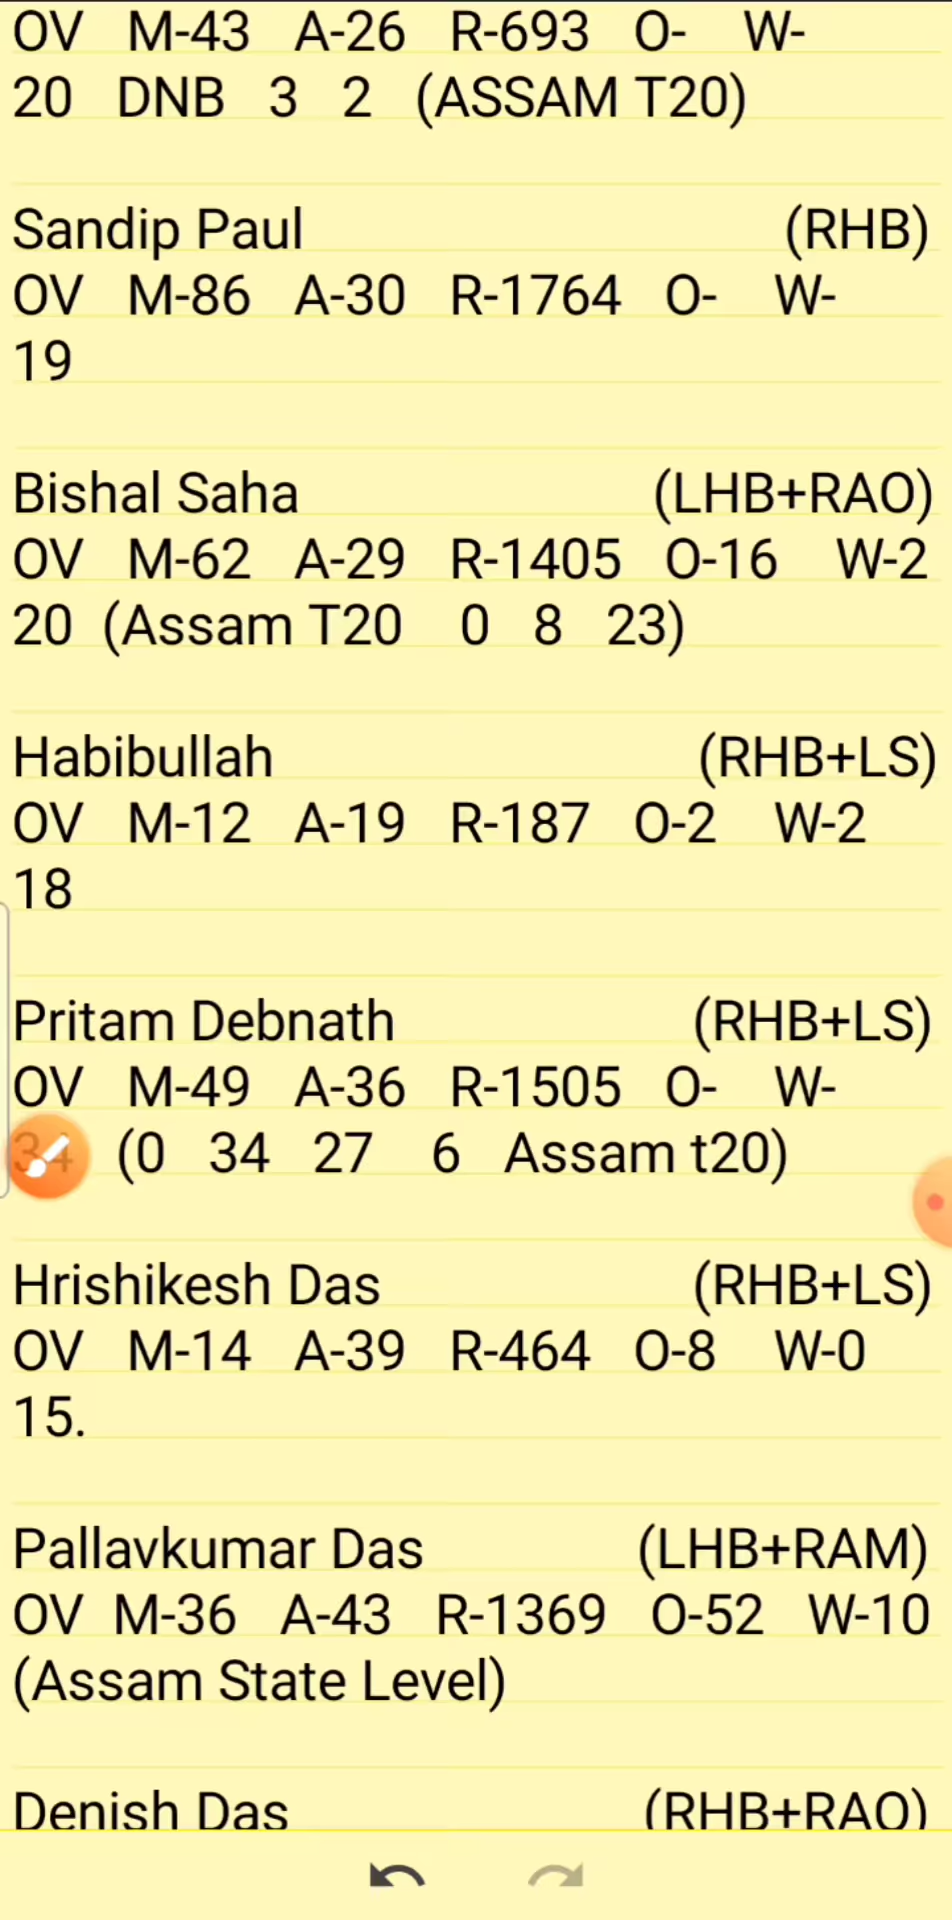 OV M-43 A-26 R-693 O- W-
20 DNB 3 2 (ASSAM T20)
Sandip Paul (RHB)
OV M-86 A-30 R-1764 O- W-
19
Bishal Saha (LHB+RAO)
OV M-62 A-29 R-1405 O-16 W-2
20 (Assam T20 0 8 23)
Habibullah (RHB+LS)
OV M-12 A-19 R-187 O-2 W-2
18
Pritam Debnath (RHB+LS)
OV M-49 A-36 R-1505 O- W-
34 (0 34 27 6 Assam t20)
Hrishikesh Das (RHB+LS)
OV M-14 A-39 R-464 O-8 W-0
15.
Pallavkumar Das (LHB+RAM)
OV M-36 A-43 R-1369 O-52 W-10
(Assam State Level)
Denish Das (RHB+RAO)